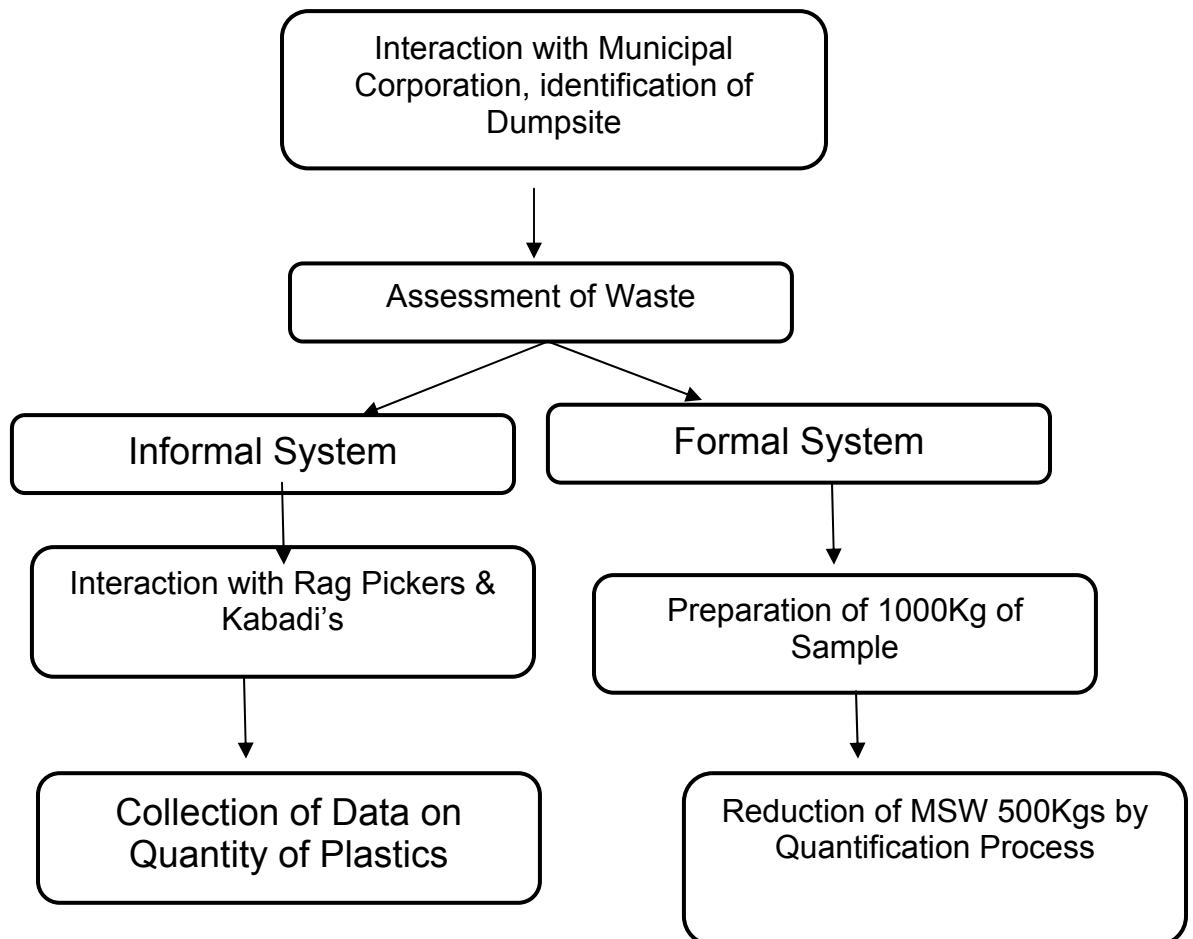 Interaction with Municipal
Corporation, identification of
Dumpsite
Assessment of Waste
Informal System
Formal System
Interaction with Rag Pickers &
Kabadi’s
Preparation of 1000Kg of
Sample
Collection of Data on
Quantity of Plastics
Reduction of MSW 500Kgs by
Quantification Process